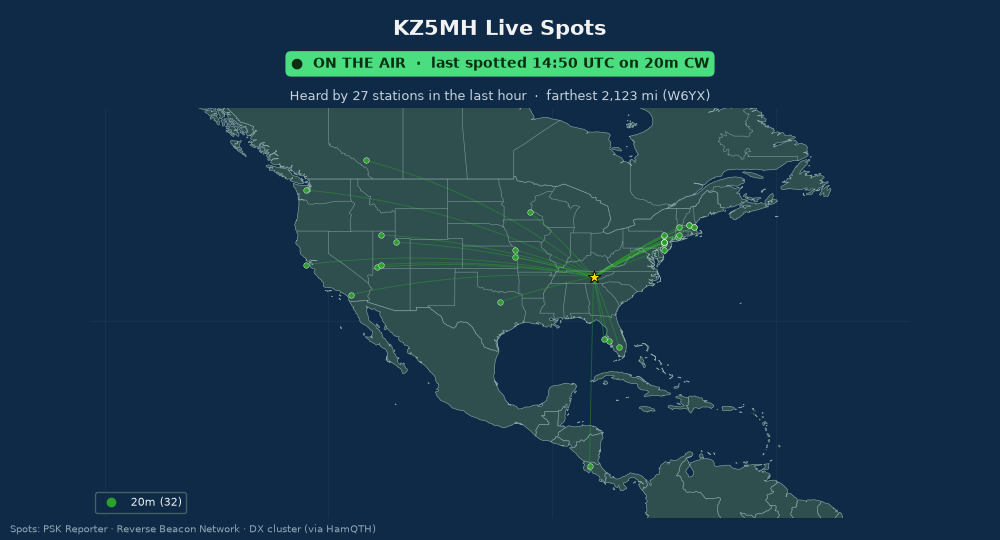 KZ5MH Live Spots
● ON THE AIR · last spotted 14:50 UTC on 20m CW
Heard by 27 stations in the last hour · farthest 2,123 mi (W6YX)
20m (32)
Spots: PSK Reporter · Reverse Beacon Network · DX cluster (via HamQTH)